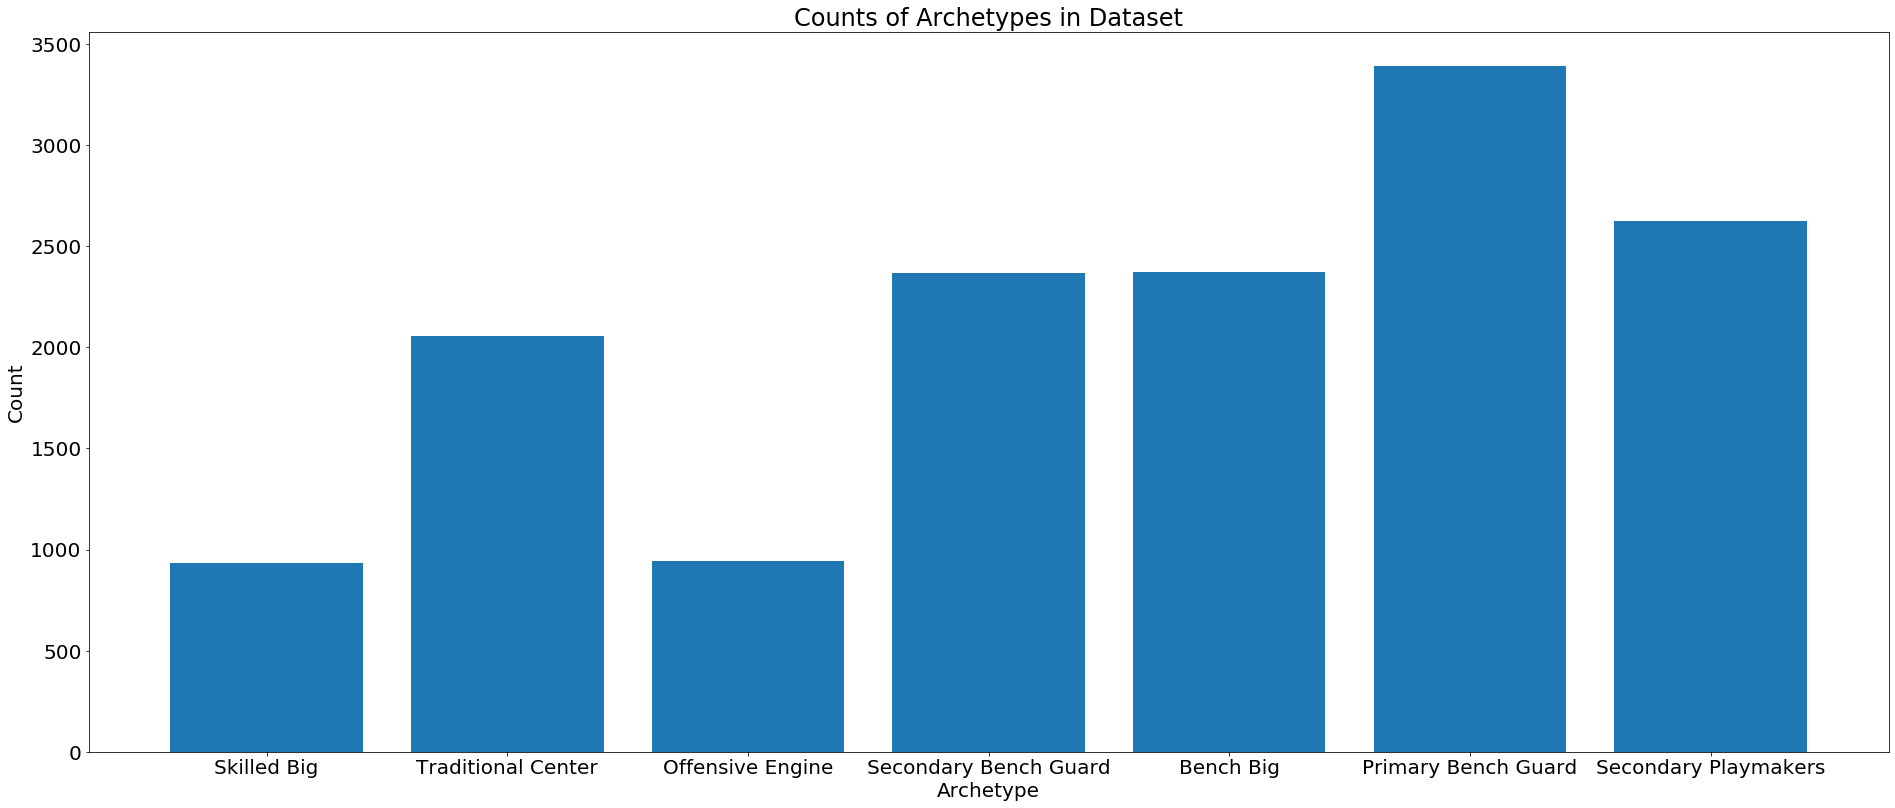 Counts of Archetypes in Dataset
3500
3000
2500
2000
1500
1000
500
0
Count
Skilled Big Traditional Center Offensive Engine Secondary Bench Guard Bench Big Primary Bench Guard Secondary Playmakers
Archetype